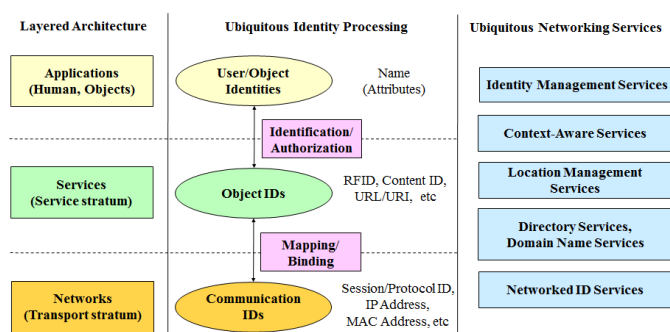 Layered Architecture
Ubiquitous Identity Processing
Ubiquitous Networking Services
Applications
(Human, Objects)
User/Object
Identities
Name
(Attributes)
Identification/
Authorization
Services
(Service stratum)
Object IDs
RFID, Content ID,
URL/URI,  etc
Mapping/
Binding
Networks
(Transport stratum)
Communication
IDs
Session/Protocol ID,
IP Address,
MAC Address, etc
Identity Management
Services
Context-Aware Services
Location Management
Services
Directory Services,
Domain Name Services
Networked ID Services